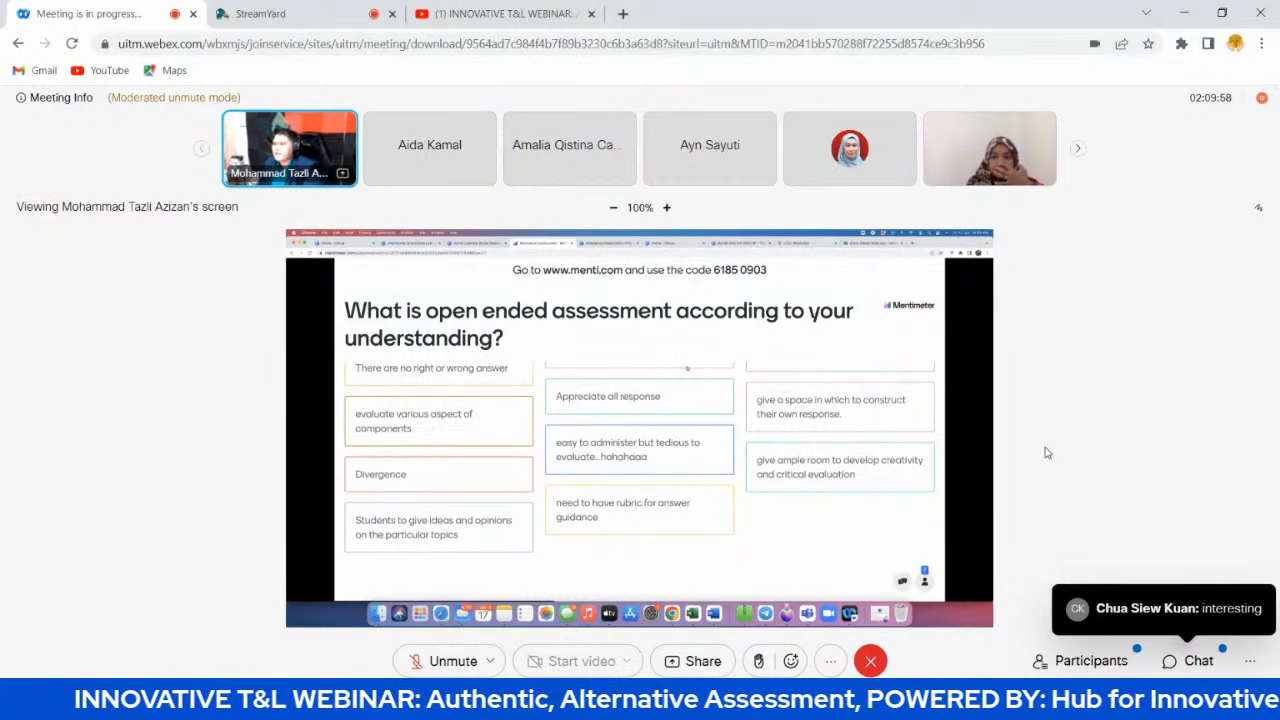 Meeting is in progress...
StreamYard
(1) INNOVATIVE T&L WEBINAR: A
uitm.webex.com/wbxmjs/joinservice/sites/uitm/meeting/download/9564ad7c984f4b7f89b3230c6b3a63d8?siteurl=uitm&MTID=m2041bb570288f72255d8574ce9c3b956
Gmail
YouTube
Maps
Meeting Info
(Moderated unmute mode)
02:09:58
Mohammad Tazli A...
Aida Kamal
Amalia Qistina Ca...
Ayn Sayuti
Viewing Mohammad Tazli Azizan's screen
100%
Go to www.menti.com and use the code 6185 0903
What is open ended assessment according to your
understanding?
Mentimeter
There are no right or wrong answer
evaluate various aspect of
components
Divergence
Students to give ideas and opinions
on the particular topics
Appreciate all response
easy to administer but tedious to
evaluate.. hahahaaa
need to have rubric for answer
guidance
give a space in which to construct
their own response.
give ample room to develop creativity
and critical evaluation
7
17
CK
Chua Siew Kuan: interesting
Unmute
Start video
Share
Participants
Chat
INNOVATIVE T&L WEBINAR: Authentic, Alternative Assessment, POWERED BY: Hub for Innovative